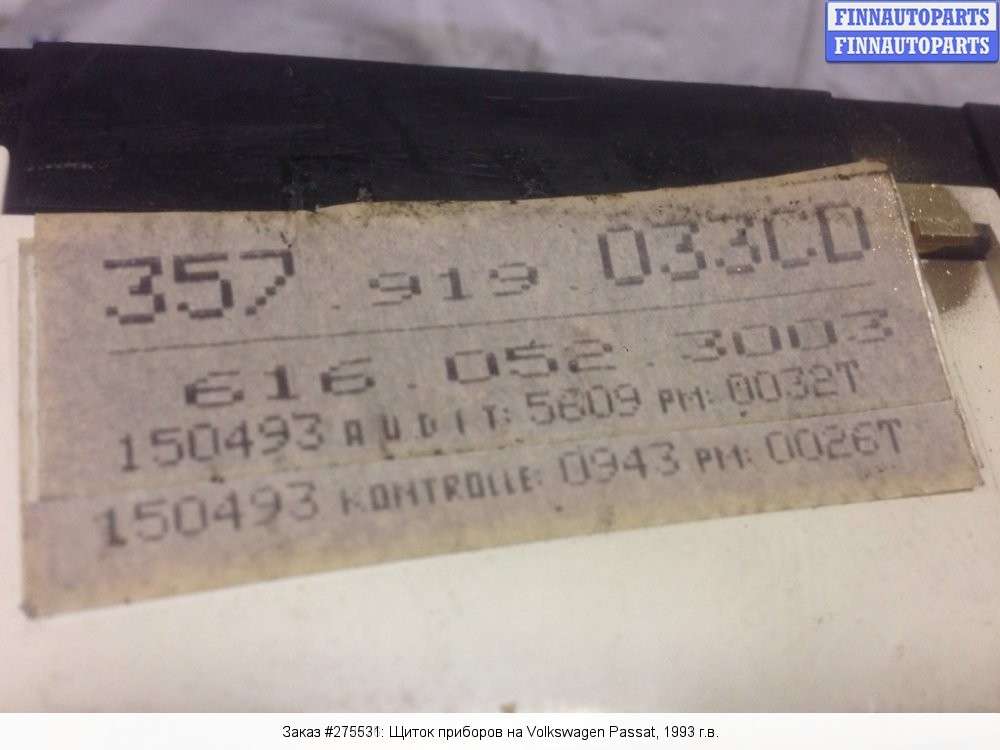 FINNAUTOPARTS
FINNAUTOPARTS
357.919.033CD
616.052.3003
150493 AUDIT: 5609 PM: 0032T
150493 KONTROLLE: 0943 PM: 0026T
Заказ #275531: Щиток приборов на Volkswagen Passat, 1993 г.в.